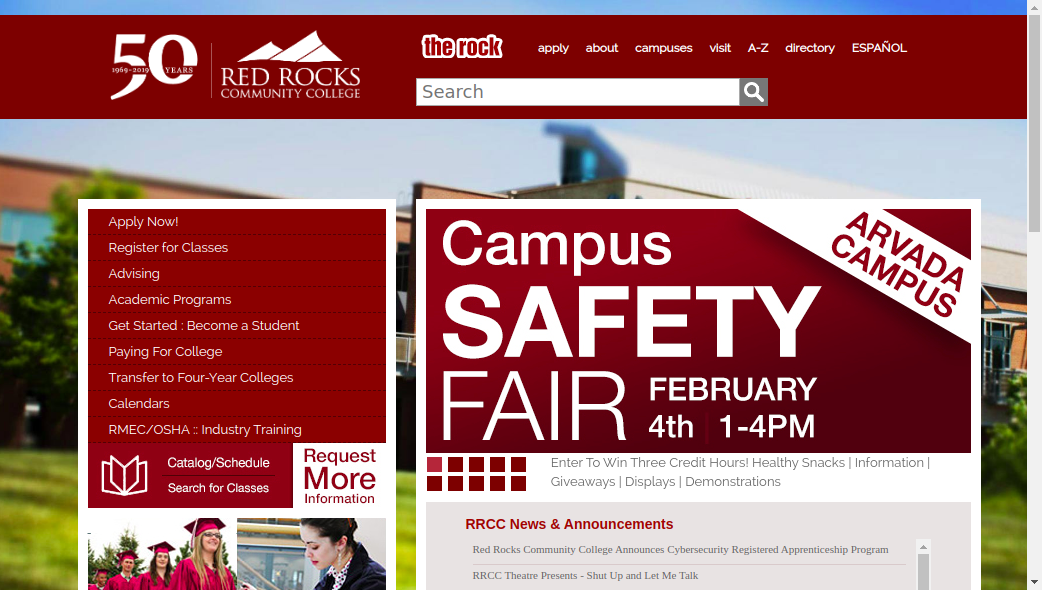 50
1969-2019 YEARS
RED ROCKS
COMMUNITY COLLEGE
the rock
apply
about
campuses
visit
A-Z
directory
ESPAÑOL
Search
Apply Now!
Register for Classes
Advising
Academic Programs
Get Started : Become a Student
Paying For College
Transfer to Four-Year Colleges
Calendars
RMEC/OSHA :: Industry Training
Catalog/Schedule
Search for Classes
Request
More
Information
Campus
SAFETY
FAIR
FEBRUARY
4th 1-4PM
ARVADA
CAMPUS
Enter To Win Three Credit Hours! Healthy Snacks | Information |
Giveaways | Displays | Demonstrations
RRCC News & Announcements
Red Rocks Community College Announces Cybersecurity Registered Apprenticeship Program
RRCC Theatre Presents - Shut Up and Let Me Talk